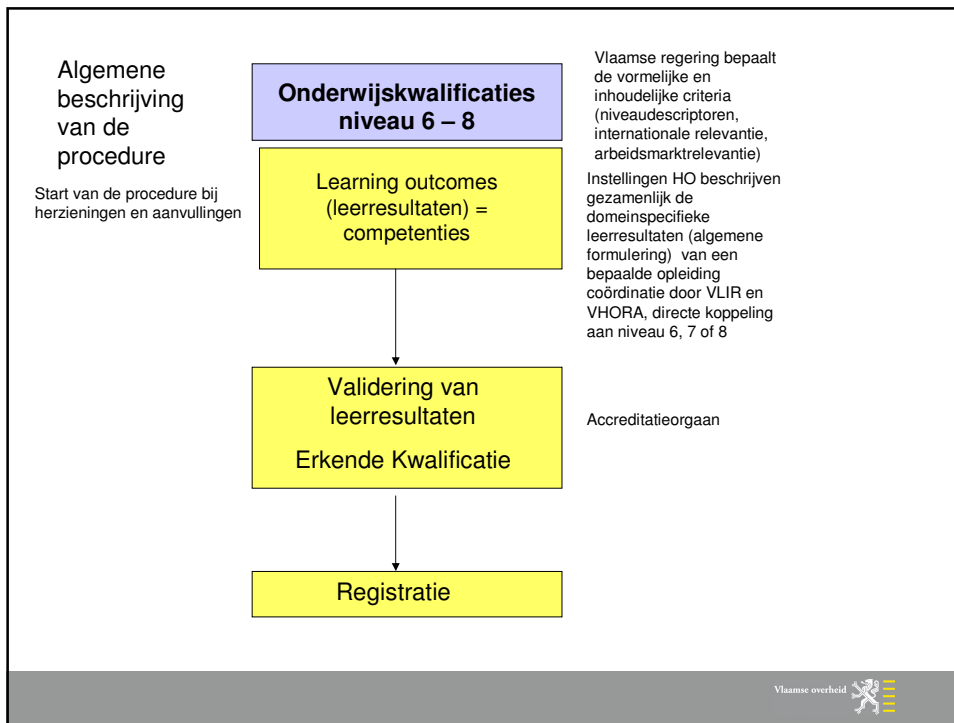 Algemene
beschrijving
van de
procedure
Start van de procedure bij
herzieningen en aanvullingen
Onderwijskwalificaties
niveau 6 – 8
Learning outcomes
(leerresultaten) =
competenties
Validering van
leerresultaten
Erkende Kwalificatie
Registratie
Vlaamse regering bepaalt
de vormelijke en
inhoudelijke criteria
(niveaudescriptoren,
internationale relevantie,
arbeidsmarktrelevantie)
Instellingen HO beschrijven
gezamenlijk de
domeinspecifieke
leerresultaten (algemene
formulering) van een
bepaalde opleiding
coördinatie door VLIR en
VHORA, directe koppeling
aan niveau 6, 7 of 8
Accreditatieorgaan
Vlaamse overheid